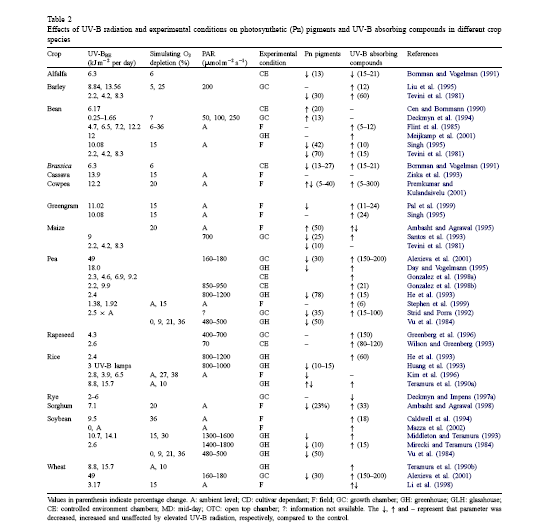 Table 2
Effects of UV-B radiation and experimental conditions on photosynthetic (Pn) pigments and UV-B absorbing compounds in different crop
species
Crop UV-BBE (kJ m−2 per day) Simulating O3 depletion (%) PAR (μmol m−2 s−1) Experimental condition Pn pigments UV-B absorbing compounds References
Alfalfa 6.3 6 CE ↓ (13) ↓ (15–21) Bornman and Vogelman (1991)
Barley 8.84, 13.56 5, 25 200 GC – ↑ (12) Liu et al. (1995)
2.2, 4.2, 8.3 ↓ (30) ↑ (60) Tevini et al. (1981)
Bean 6.17 CE ↑ (20) – Cen and Bornmann (1990)
0.25–1.66 ? 50, 100, 250 GC ↑ (13) – Deckmyn et al. (1994)
4.7, 6.5, 7.2, 12.2 6–36 A F – ↑ (5–12) Flint et al. (1985)
12 GH – ↑ Meijkamp et al. (2001)
10.08 15 A F ↓ (42) ↑ (10) Singh (1995)
2.2, 4.2, 8.3 ↓ (70) ↑ (15) Tevini et al. (1981)
Brassica 6.3 6 CE ↓ (13–27) ↑ (15–21) Bornman and Vogelman (1991)
Cassava 13.9 15 A F – – Ziska et al. (1993)
Cowpea 12.2 20 A F ↑↓ (5–40) ↑ (5–300) Premkumar and
Kulandaivelu (2001)
Greengram 11.02 15 A F ↓ ↑ (11–24) Pal et al. (1999)
10.08 15 A F – ↑ (24) Singh (1995)
Maize 20 A F ↑ (50) ↑↓ Ambasht and Agrawal (1995)
9 700 GC ↓ (25) ↑ Santos et al. (1993)
2.2, 4.2, 8.3 ↓ (10) – Tevini et al. (1981)
Pea 49 160–180 GC ↓ (30) ↑ (150–200) Alexieva et al. (2001)
18.0 GH ↓ ↑ Day and Vogelmann (1995)
2.3, 4.6, 6.9, 9.2 CE ↑ Gonzalez et al. (1998a)
2.2, 9.9 850–950 CE ↑ (21) Gonzalez et al. (1998b)
2.4 800–1200 GH ↓ (78) ↑ (15) He et al. (1993)
1.38, 1.92 A, 15 A F – ↑ (6) Stephen et al. (1999)
2.5 × A ? GC ↓ (35) ↑ (15–100) Strid and Porra (1992)
0, 9, 21, 36 480–500 GH ↓ (50) Vu et al. (1984)
Rapeseed 4.3 400–700 GC – ↑ (150) Greenberg et al. (1996)
2.6 70 CE – ↑ (80–120) Wilson and Greenberg (1993)
Rice 2.4 800–1200 GH ↑ (60) He et al. (1993)
3 UV-B lamps 800–1000 GH ↓ (10–15) Huang et al. (1993)
2.8, 3.9, 6.5 A, 27, 38 A F ↓ – Kim et al. (1996)
8.8, 15.7 A, 10 GH ↑↓ ↑ Teramura et al. (1990a)
Rye 2–6 GC – ↓ Deckmyn and Impens (1997a)
Sorghum 7.1 20 A F ↓ (23%) ↑ (33) Ambasht and Agrawal (1998)
Soybean 9.5 36 A F ↑ (18) Caldwell et al. (1994)
0, A A F ↑ Mazza et al. (2002)
10.7, 14.1 15, 30 1300–1600 GH ↓ ↑ Middleton and Teramura (1993)
2.6 1400–1800 GH ↓ (10) ↑ (15) Mirecki and Teramura (1984)
0, 9, 21, 36 480–500 GH ↓ (50) Vu et al. (1984)
Wheat 8.8, 15.7 A, 10 GH ↑ Teramura et al. (1990b)
49 160–180 GC ↓ (30) ↑ (150–200) Alexieva et al. (2001)
3.17 15 A F ↑↓ Li et al. (1998)
Values in parenthesis indicate percentage change. A: ambient level; CD: cultivar dependant; F: field; GC: growth chamber; GH: greenhouse; GLH: glasshouse;
CE: controlled environment chambers, MD: mid-day; OTC: open top chamber; ?: information not available. The ↓, ↑ and – represent that parameter was
decreased, increased and unaffected by elevated UV-B radiation, respectively, compared to the control.